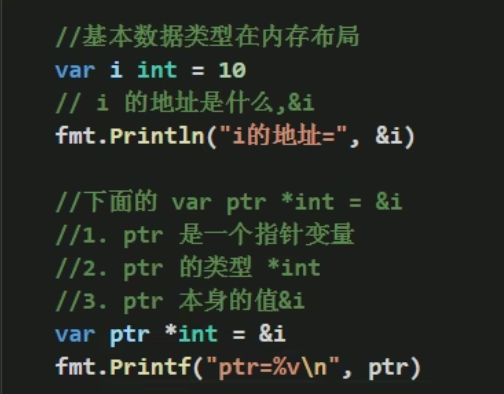 //基本数据类型在内存布局
var i int = 10
// i 的地址是什么,&i
fmt.Println("i的地址=", &i)
//下面的 var ptr *int = &i
//1. ptr 是一个指针变量
//2. ptr 的类型 *int
//3. ptr 本身的值&i
var ptr *int = &i
fmt.Printf("ptr=%v\n", ptr)